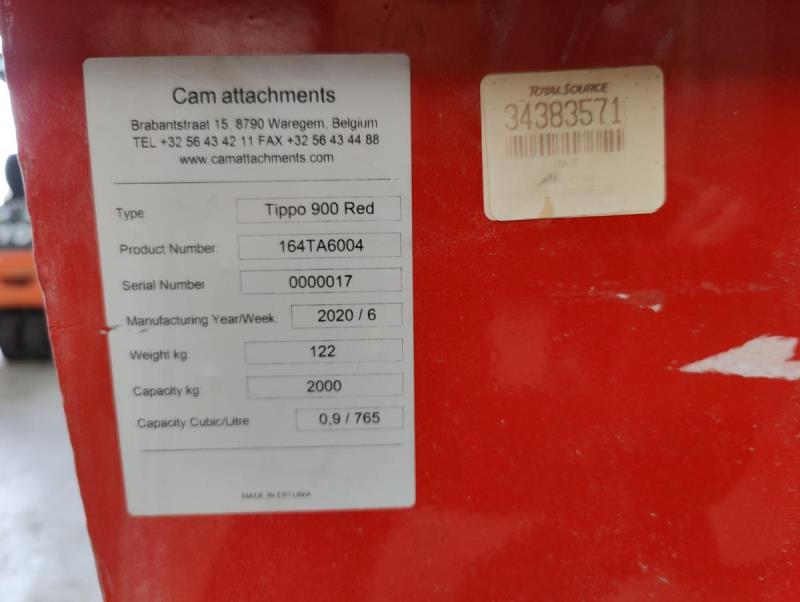 Cam attachments
Brabantstraat 15, 8790 Waregem, Belgium
TEL +32 56 43 42 11 FAX +32 56 43 44 88
www.camattachments.com
Type: Tippo 900 Red
Product Number: 164TA6004
Serial Number 0000017
Manufacturing Year/Week: 2020 / 6
Weight kg: 122
Capacity kg: 2000
Capacity Cubic/Litre 0,9 / 765
MADE IN ESTONIA
TOTALSOURCE
34383571